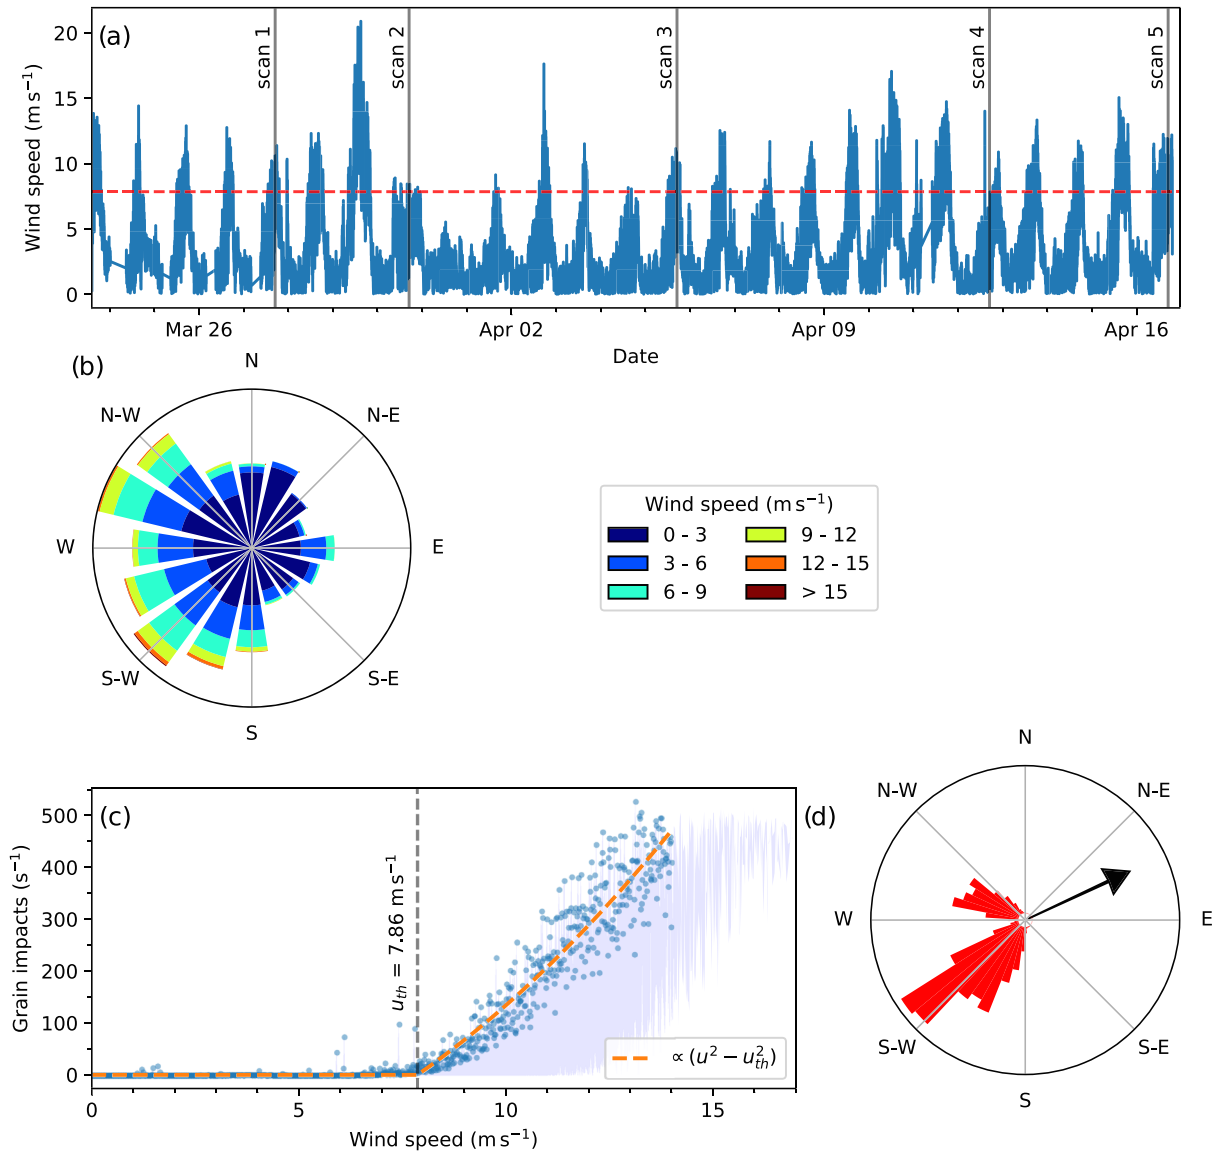 (a)
scan 1
scan 2
scan 3
scan 4
scan 5
20
15
10
5
0
Wind speed (m s⁻¹)
Mar 26
Apr 02
Apr 09
Apr 16
Date
(b)
N
N-E
E
S-E
S
S-W
W
N-W
Wind speed (m s⁻¹)
0 - 3
3 - 6
6 - 9
9 - 12
12 - 15
> 15
(c)
500
400
300
200
100
0
Grain impacts (s⁻¹)
u_th = 7.86 m s⁻¹
∝ (u² − u_th²)
0
5
10
15
Wind speed (m s⁻¹)
(d)
N
N-E
E
S-E
S
S-W
W
N-W